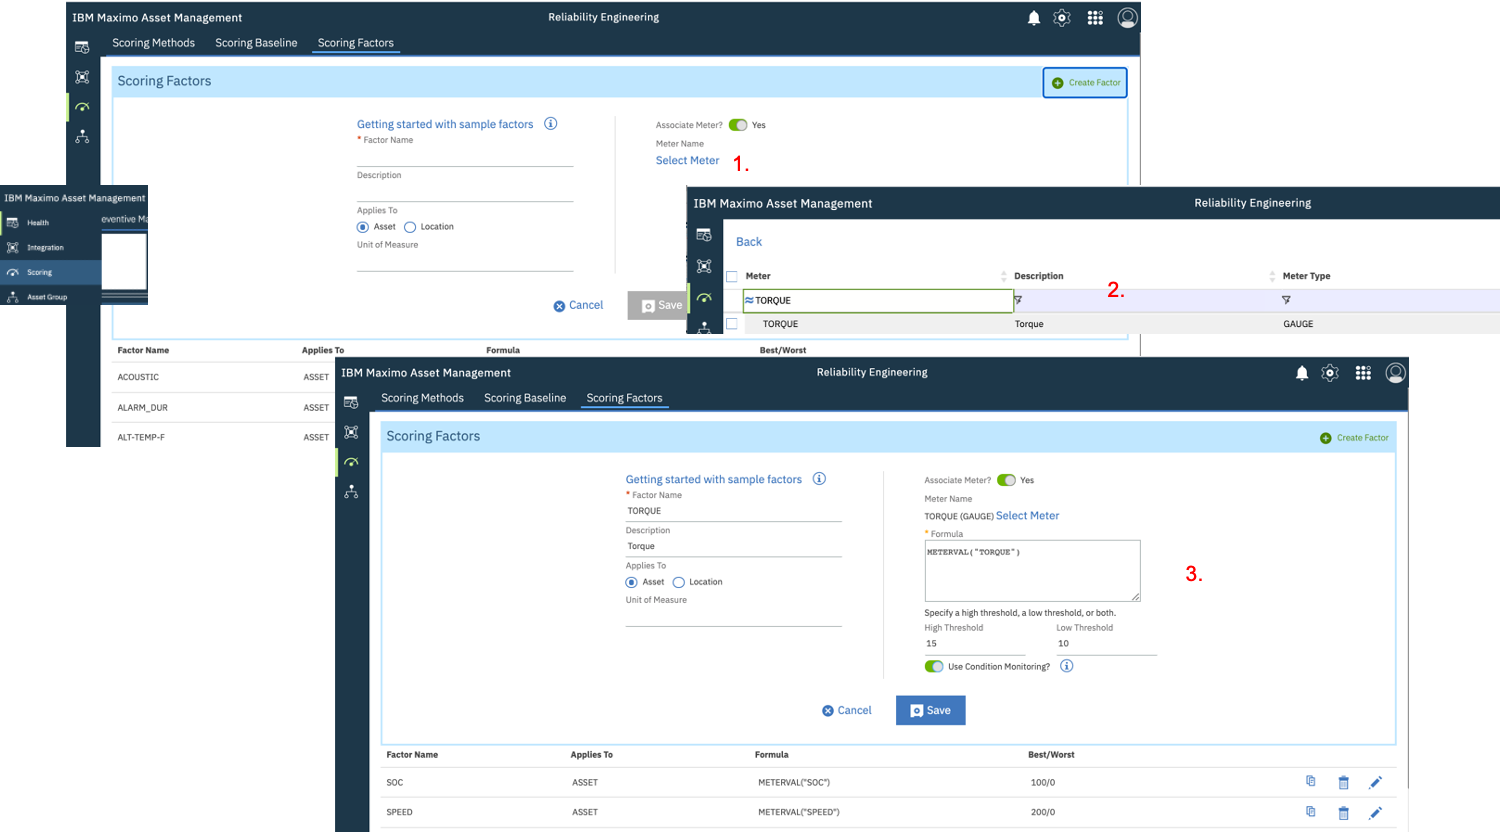 IBM Maximo Asset Management
Reliability Engineering
Scoring Methods Scoring Baseline Scoring Factors
Scoring Factors
Create Factor
Getting started with sample factors
* Factor Name
Description
Applies To
Asset Location
Unit of Measure
Associate Meter? Yes
Meter Name
Select Meter
1.
Cancel Save
Factor Name Applies To Formula Best/Worst
ACOUSTIC ASSET
ALARM_DUR ASSET
ALT-TEMP-F ASSET
IBM Maximo Asset Management
Health
eventive Ma
Integration
Scoring
Asset Group
IBM Maximo Asset Management
Reliability Engineering
Back
Meter Description Meter Type
2.
TORQUE
TORQUE Torque GAUGE
IBM Maximo Asset Management
Reliability Engineering
Scoring Methods Scoring Baseline Scoring Factors
Scoring Factors
Create Factor
Getting started with sample factors
* Factor Name
TORQUE
Description
Torque
Applies To
Asset Location
Unit of Measure
Associate Meter? Yes
Meter Name
TORQUE (GAUGE) Select Meter
* Formula
METERVAL("TORQUE")
3.
Specify a high threshold, a low threshold, or both.
High Threshold Low Threshold
15 10
Use Condition Monitoring?
Cancel Save
Factor Name Applies To Formula Best/Worst
SOC ASSET METERVAL("SOC") 100/0
SPEED ASSET METERVAL("SPEED") 200/0